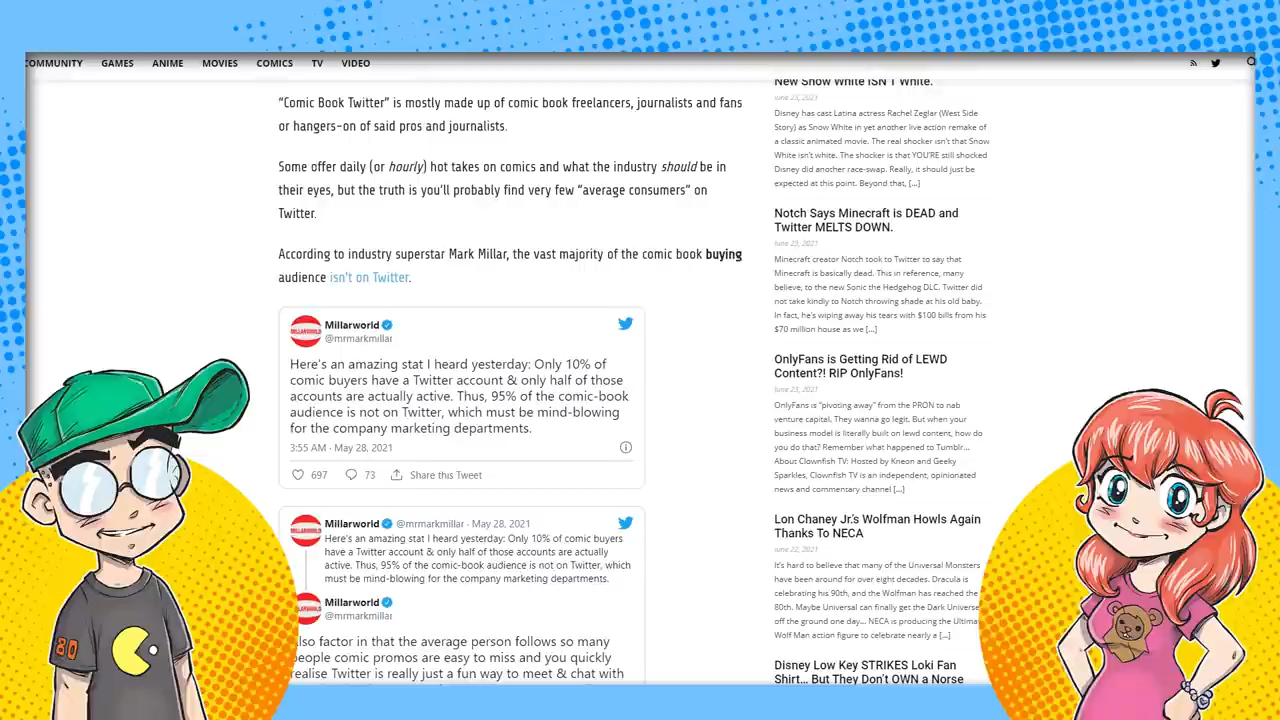 OMMUNITY GAMES ANIME MOVIES COMICS TV VIDEO
“Comic Book Twitter” is mostly made up of comic book freelancers, journalists and fans
or hangers-on of said pros and journalists.
Some offer daily (or hourly) hot takes on comics and what the industry should be in
their eyes, but the truth is you’ll probably find very few “average consumers” on
Twitter.
According to industry superstar Mark Millar, the vast majority of the comic book buying
audience isn’t on Twitter.
Millarworld
@mrmarkmillar
Here's an amazing stat I heard yesterday: Only 10% of
comic buyers have a Twitter account & only half of those
accounts are actually active. Thus, 95% of the comic-book
audience is not on Twitter, which must be mind-blowing
for the company marketing departments.
3:55 AM · May 28, 2021
697 73 Share this Tweet
Millarworld @mrmarkmillar · May 28, 2021
Here's an amazing stat I heard yesterday: Only 10% of comic buyers
have a Twitter account & only half of those accounts are actually
active. Thus, 95% of the comic-book audience is not on Twitter, which
must be mind-blowing for the company marketing departments.
Millarworld
@mrmarkmillar
lso factor in that the average person follows so many
people comic promos are easy to miss and you quickly
realise Twitter is really just a fun way to meet & chat with
New Snow White ISN'T White.
June 23, 2021
Disney has cast Latina actress Rachel Zeglar (West Side
Story) as Snow White in yet another live action remake of
a classic animated movie. The real shocker isn't that Snow
White isn't white. The shocker is that YOU'RE still shocked
Disney did another race-swap. Really, it should just be
expected at this point. Beyond that, [...]
Notch Says Minecraft is DEAD and
Twitter MELTS DOWN.
June 23, 2021
Minecraft creator Notch took to Twitter to say that
Minecraft is basically dead. This in reference, many
believe, to the new Sonic the Hedgehog DLC. Twitter did
not take kindly to Notch throwing shade at his old baby.
In fact, he's wiping away his tears with $100 bills from his
$70 million house as we [...]
OnlyFans is Getting Rid of LEWD
Content?! RIP OnlyFans!
June 23, 2021
OnlyFans is “pivoting away” from the PRON to nab
venture capital. They wanna go legit. But when your
business model is literally built on lewd content, how do
you do that? Remember what happened to Tumblr...
About Clownfish TV: Hosted by Kneon and Geeky
Sparkles, Clownfish TV is an independent, opinionated
news and commentary channel [...]
Lon Chaney Jr.'s Wolfman Howls Again
Thanks To NECA
June 22, 2021
It's hard to believe that many of the Universal Monsters
have been around for over eight decades. Dracula is
celebrating his 90th, and the Wolfman has reached the
80th. Maybe Universal can finally get the Dark Universe
off the ground one day... NECA is producing the Ultima
Wolf Man action figure to celebrate nearly a [...]
Disney Low Key STRIKES Loki Fan
Shirt... But They Don't OWN a Norse
80